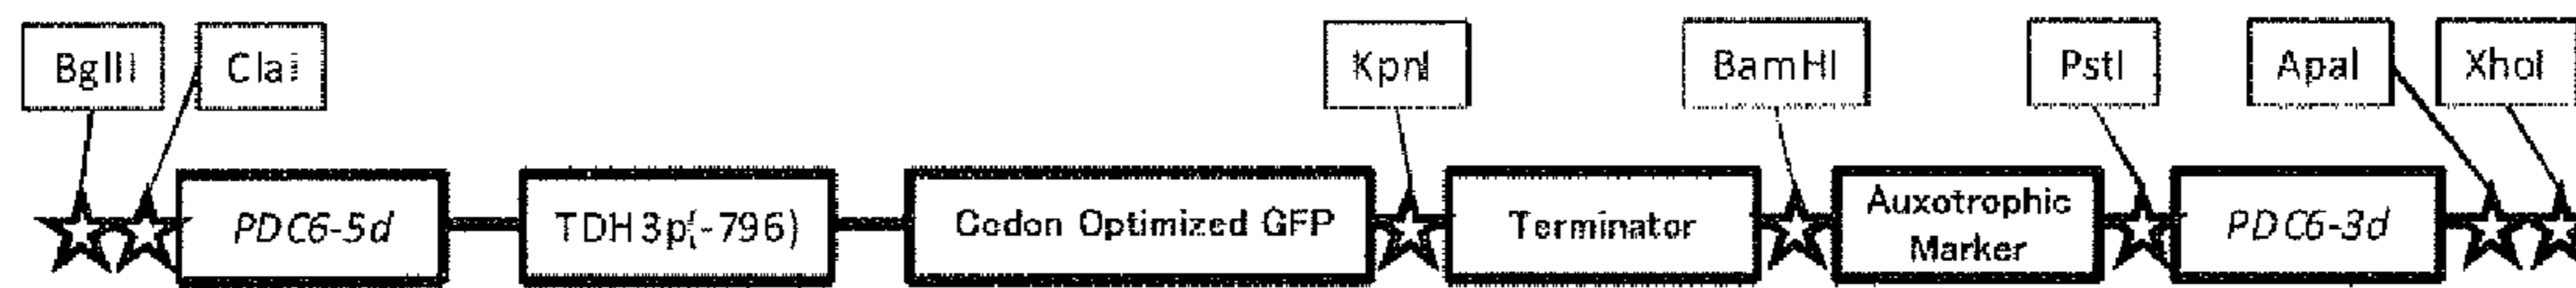 BglII
ClaI
KpnI
BamHI
PstI
ApaI
XhoI
PDC6-5d
TDH3p(-796)
Codon Optimized GFP
Terminator
Auxotrophic
Marker
PDC6-3d